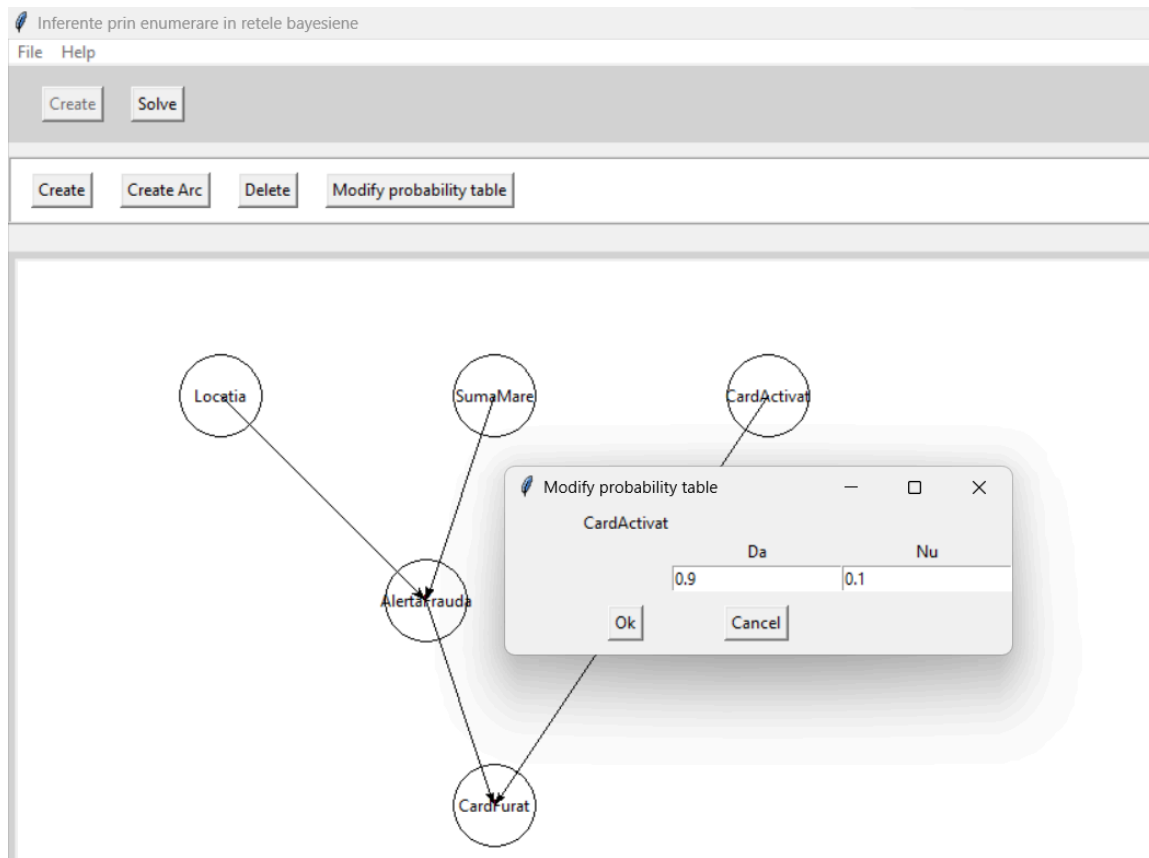 Inferente prin enumerare in retele bayesiene
File Help
Create Solve
Create Create Arc Delete Modify probability table
Locatia SumaMare CardActivat
Modify probability table
CardActivat
Da Nu
0.9 0.1
AlertaFrauda
Ok Cancel
CardFurat